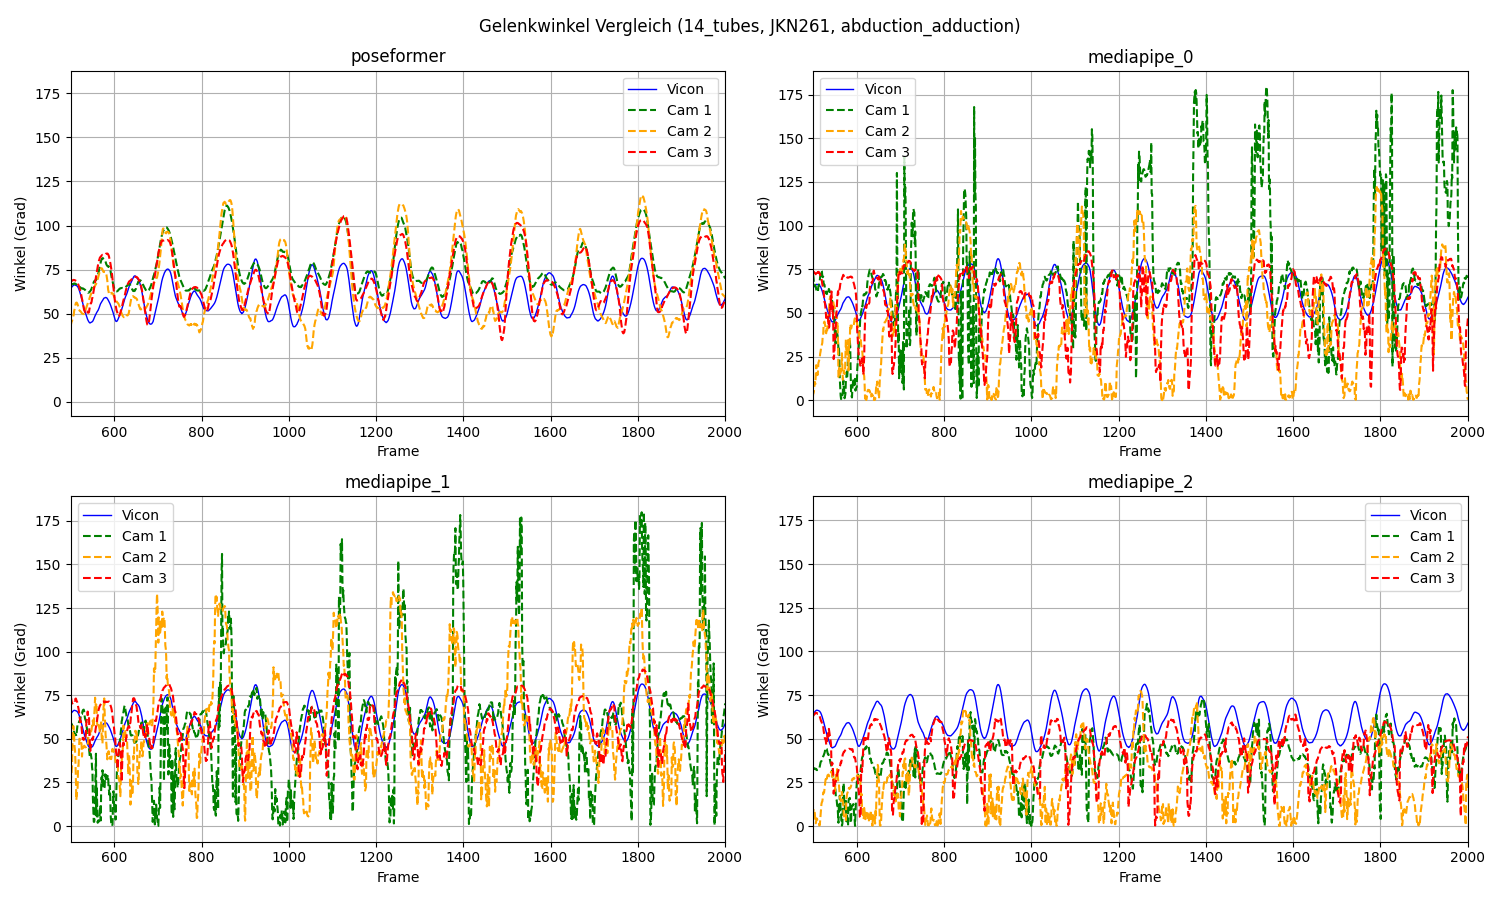 Gelenkwinkel Vergleich (14_tubes, JKN261, abduction_adduction)
poseformer
Winkel (Grad)
175
150
125
100
75
50
25
0
600 800 1000 1200 1400 1600 1800 2000
Frame
Vicon
Cam 1
Cam 2
Cam 3
mediapipe_0
Winkel (Grad)
175
150
125
100
75
50
25
0
600 800 1000 1200 1400 1600 1800 2000
Frame
Vicon
Cam 1
Cam 2
Cam 3
mediapipe_1
Winkel (Grad)
175
150
125
100
75
50
25
0
600 800 1000 1200 1400 1600 1800 2000
Frame
Vicon
Cam 1
Cam 2
Cam 3
mediapipe_2
Winkel (Grad)
175
150
125
100
75
50
25
0
600 800 1000 1200 1400 1600 1800 2000
Frame
Vicon
Cam 1
Cam 2
Cam 3